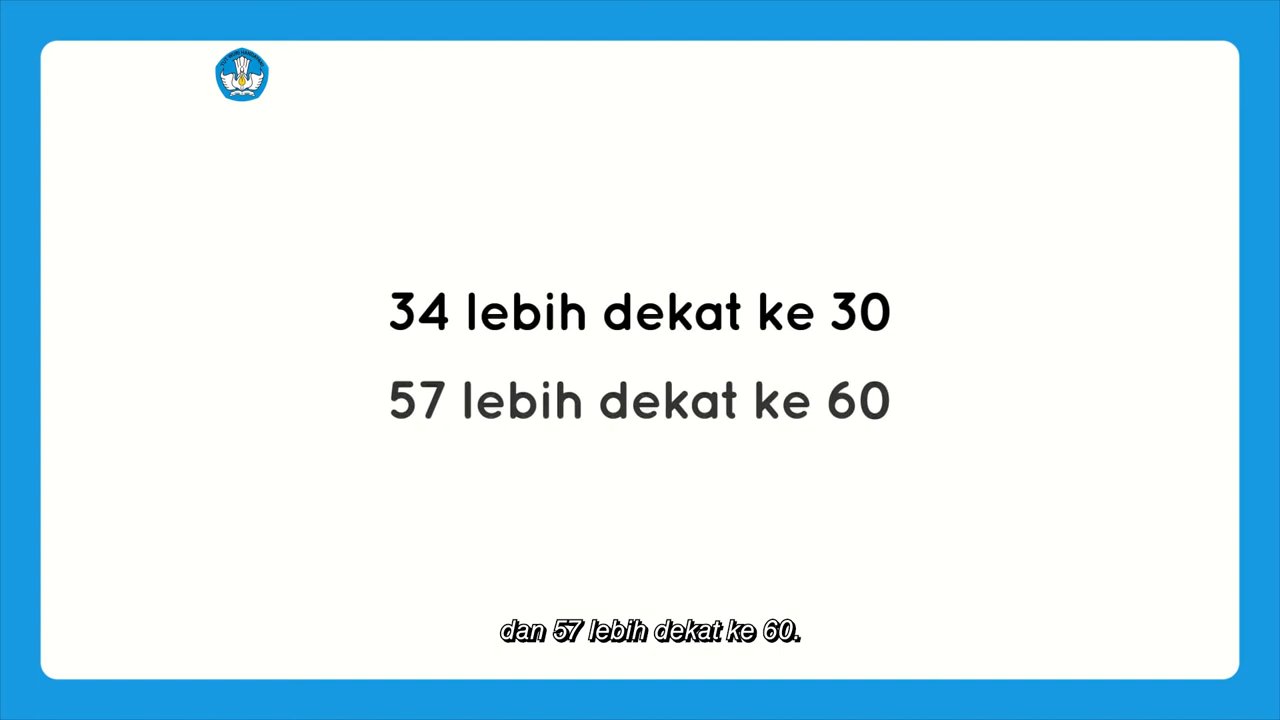 34 lebih dekat ke 30
57 lebih dekat ke 60
dan 57 lebih dekat ke 60.